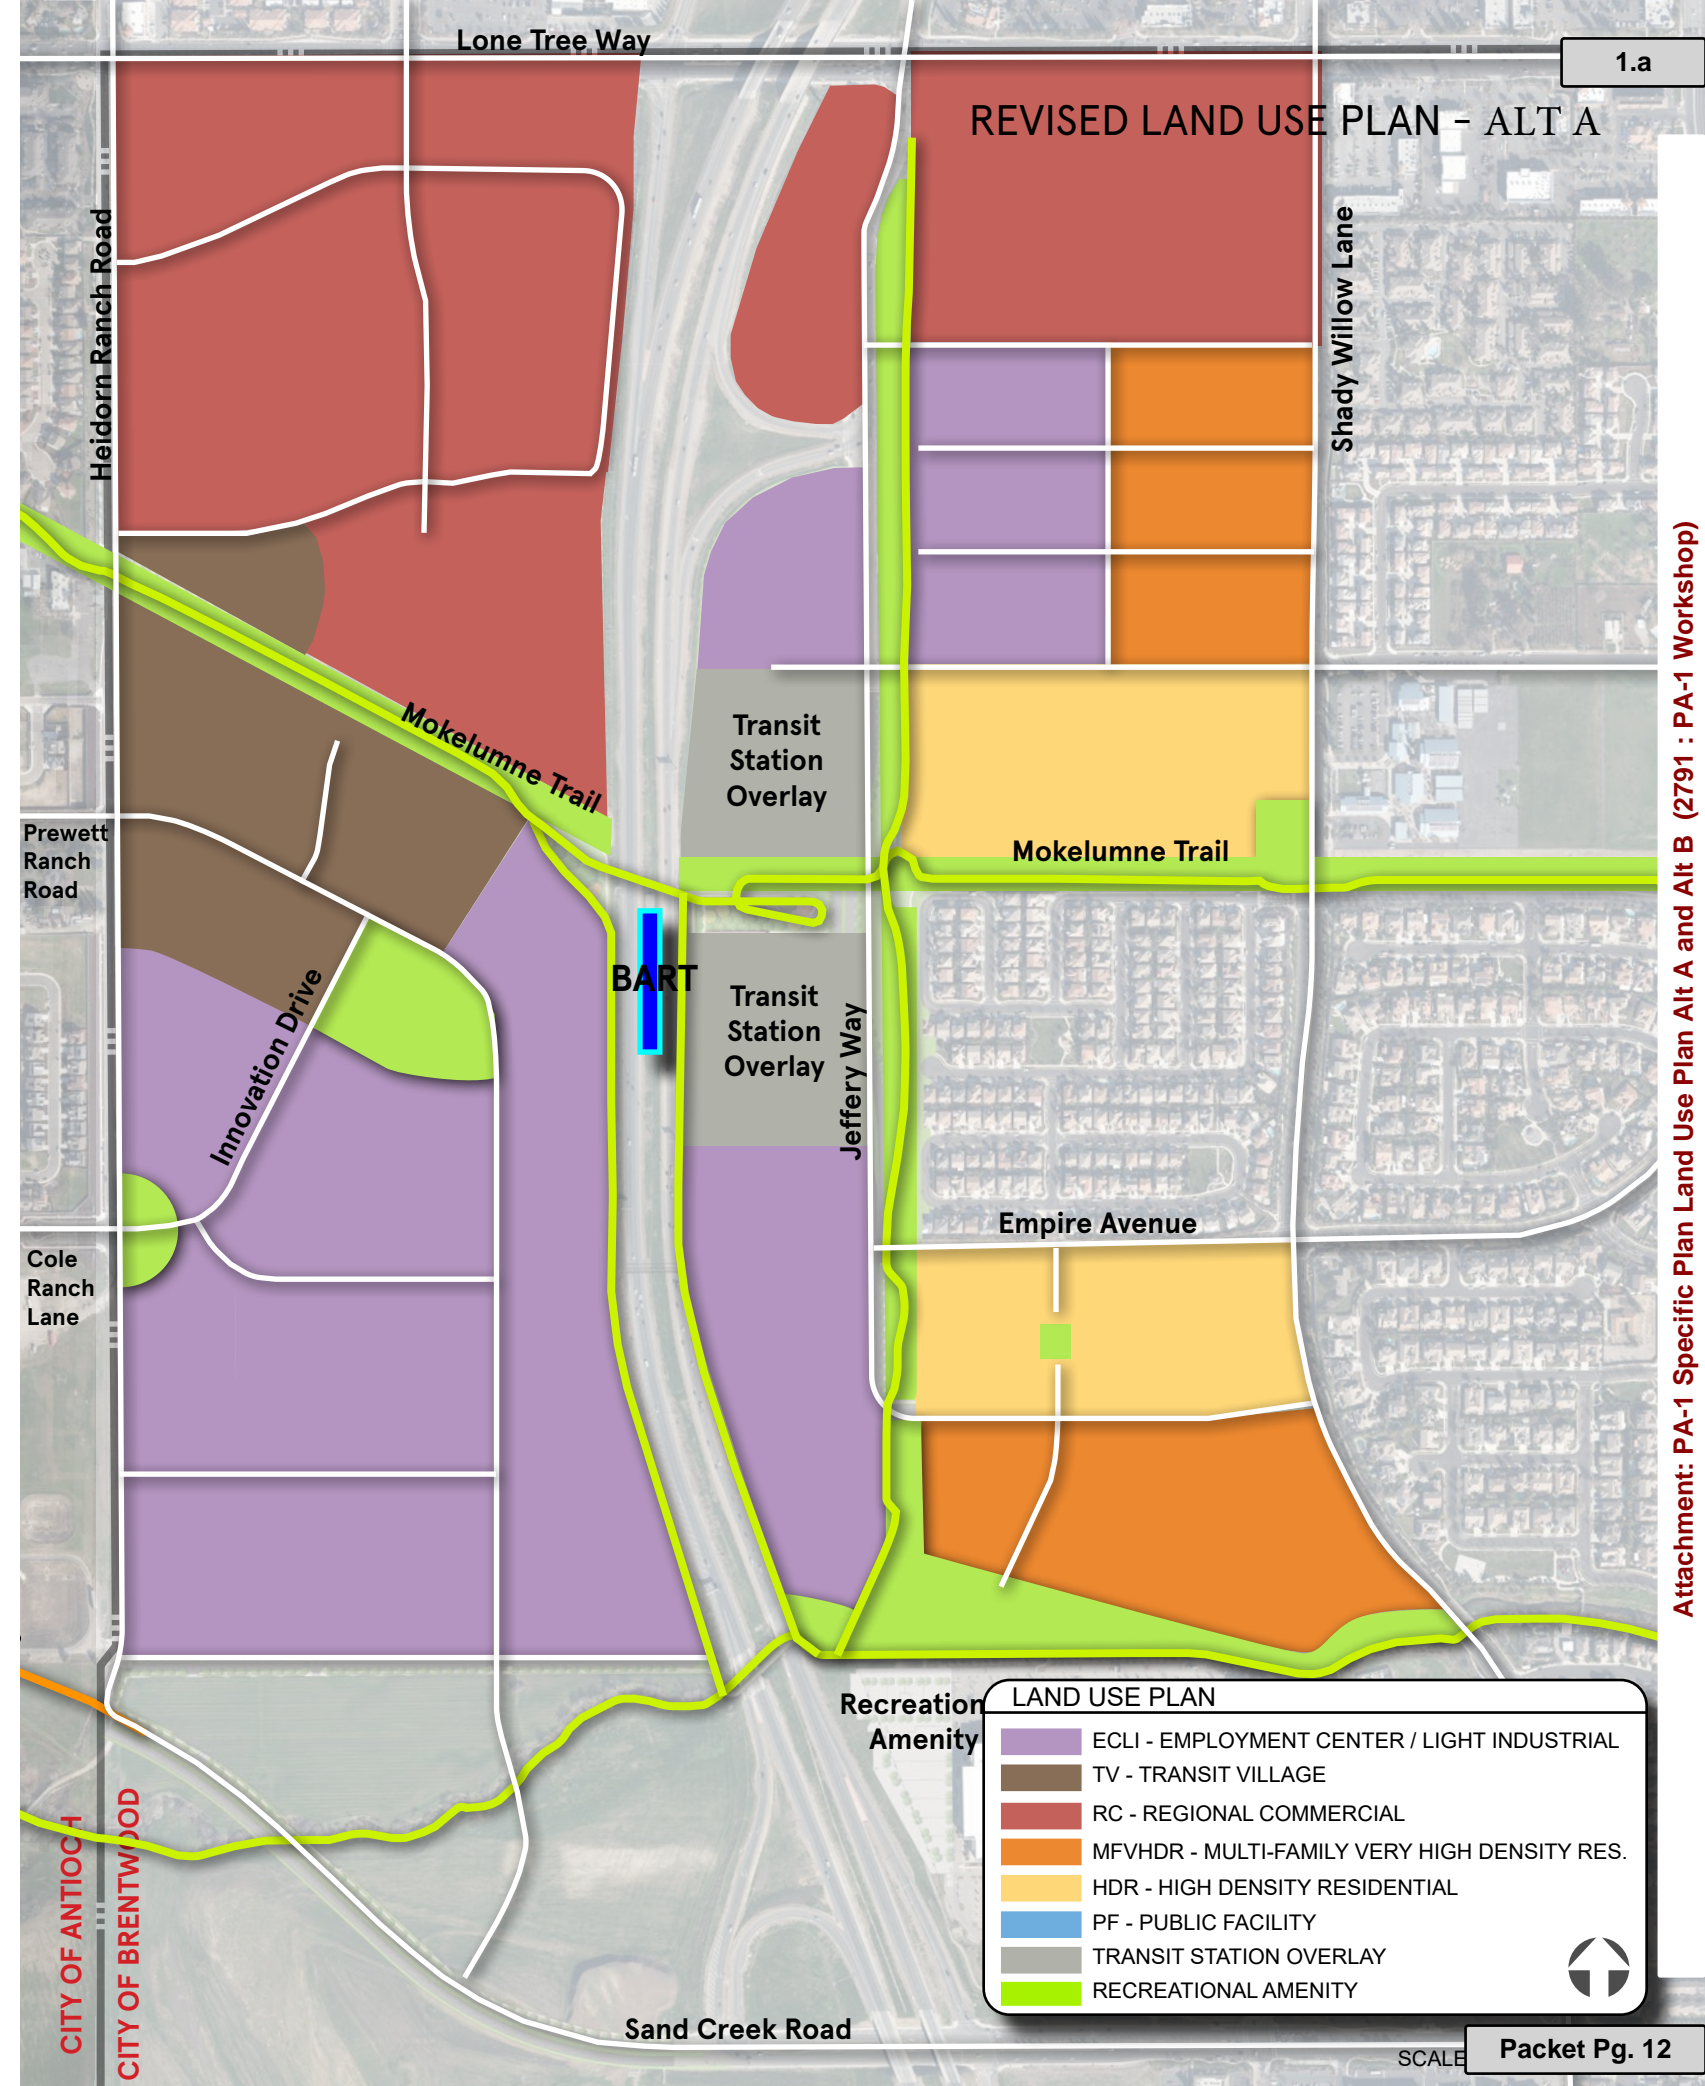 Lone Tree Way
1.a
REVISED LAND USE PLAN - ALT A
Heidorn Ranch Road
Shady Willow Lane
Mokelumne Trail
Transit
Station
Overlay
Prewett
Ranch
Road
Mokelumne Trail
BART
Transit
Station
Overlay
Innovation Drive
Jeffery Way
Cole
Ranch
Lane
Empire Avenue
Recreation
Amenity
LAND USE PLAN
ECLI - EMPLOYMENT CENTER / LIGHT INDUSTRIAL
TV - TRANSIT VILLAGE
RC - REGIONAL COMMERCIAL
MFVHDR - MULTI-FAMILY VERY HIGH DENSITY RES.
HDR - HIGH DENSITY RESIDENTIAL
PF - PUBLIC FACILITY
TRANSIT STATION OVERLAY
RECREATIONAL AMENITY
CITY OF ANTIOCH
CITY OF BRENTWOOD
Sand Creek Road
SCALE
Packet Pg. 12
Attachment: PA-1 Specific Plan Land Use Plan Alt A and Alt B (2791 : PA-1 Workshop)